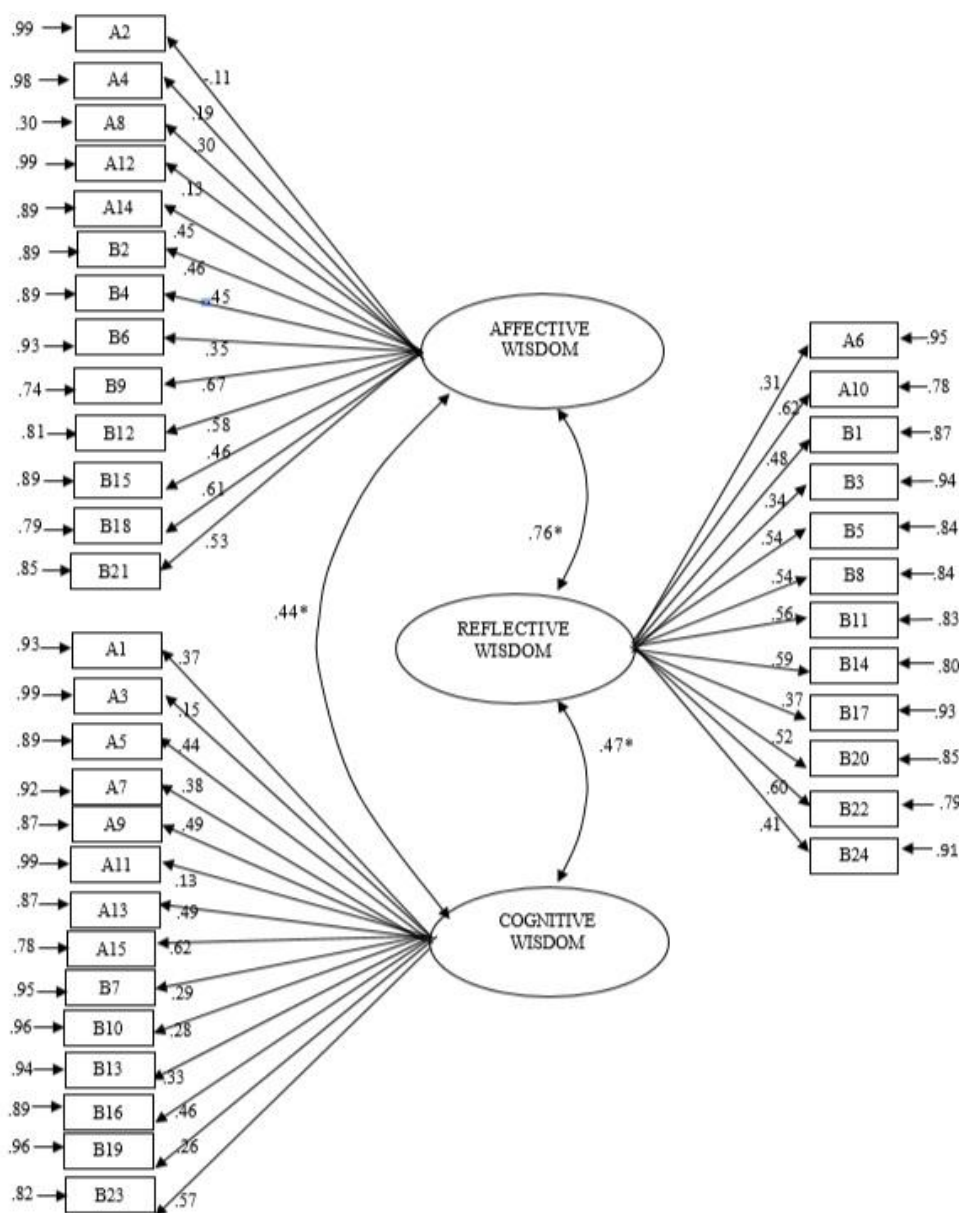 .99 A2 -.11
.98 A4 .19
.30 A8 .30
.99 A12 .13
.89 A14 .45
.89 B2 .46
.89 B4 .45
.93 B6 .35
.74 B9 .67
.81 B12 .58
.89 B15 .46
.79 B18 .61
.85 B21 .53
AFFECTIVE
WISDOM
.31 A6 .95
.62 A10 .78
.48 B1 .87
.34 B3 .94
.54 B5 .84
.54 B8 .84
.56 B11 .83
.59 B14 .80
.37 B17 .93
.52 B20 .85
.60 B22 .79
.41 B24 .91
.76*
.44*
REFLECTIVE
WISDOM
.47*
.93 A1 .37
.99 A3 .15
.89 A5 .44
.92 A7 .38
.87 A9 .49
.99 A11 .13
.87 A13 .49
.78 A15 .62
.95 B7 .29
.96 B10 .28
.94 B13 .33
.89 B16 .46
.96 B19 .26
.82 B23 .57
COGNITIVE
WISDOM